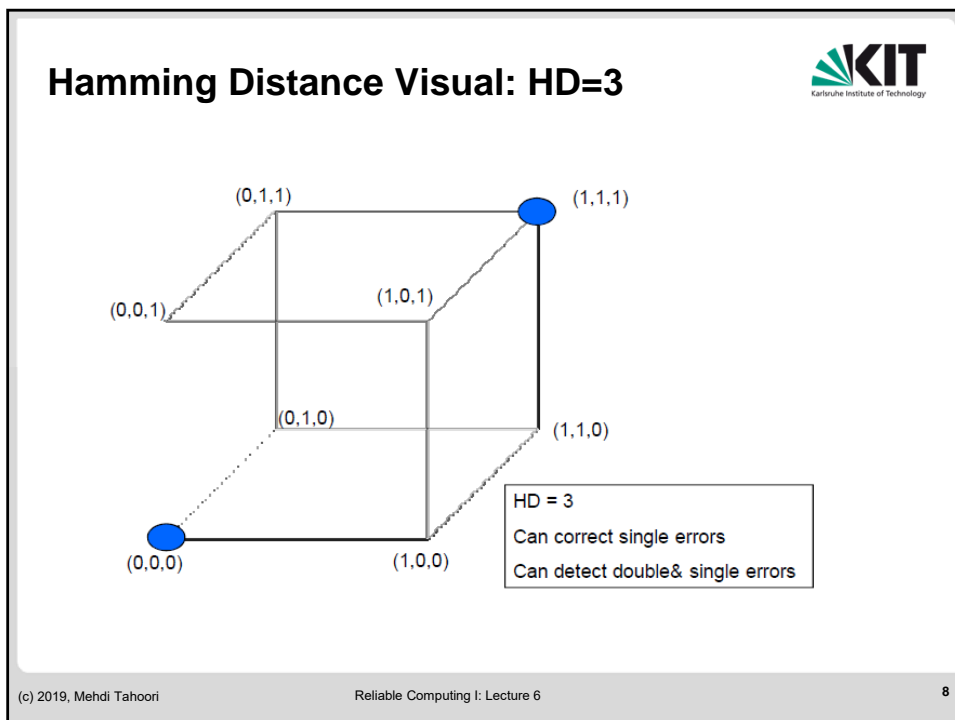 Hamming Distance Visual: HD=3
KIT
Karlsruhe Institute of Technology
(0,1,1)
(1,1,1)
(0,0,1)
(1,0,1)
(0,1,0)
(1,1,0)
(0,0,0)
(1,0,0)
HD = 3
Can correct single errors
Can detect double& single errors
(c) 2019, Mehdi Tahoori
Reliable Computing I: Lecture 6
8